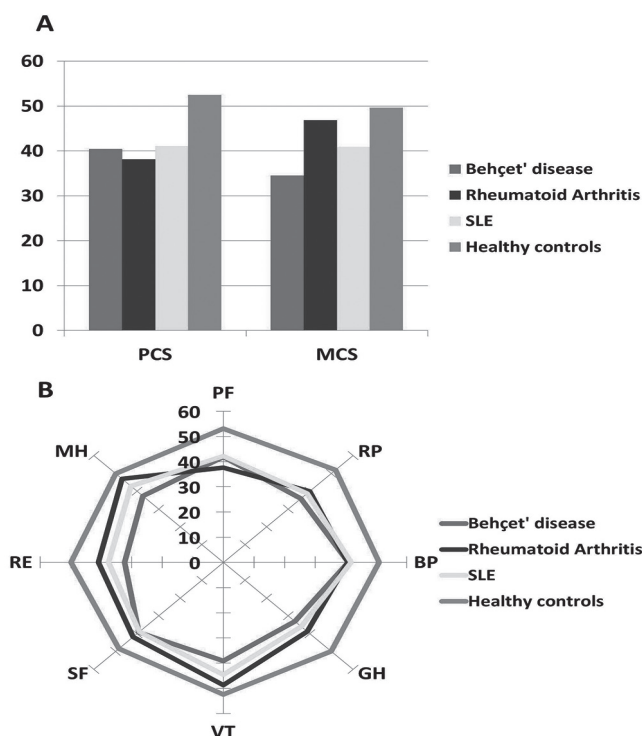 A
60
50
40
30
20
10
0
PCS MCS
Behçet' disease
Rheumatoid Arthritis
SLE
Healthy controls
B
PF
60
50
40
30
20
10
0
MH RP
RE BP
SF GH
VT
Behçet' disease
Rheumatoid Arthritis
SLE
Healthy controls